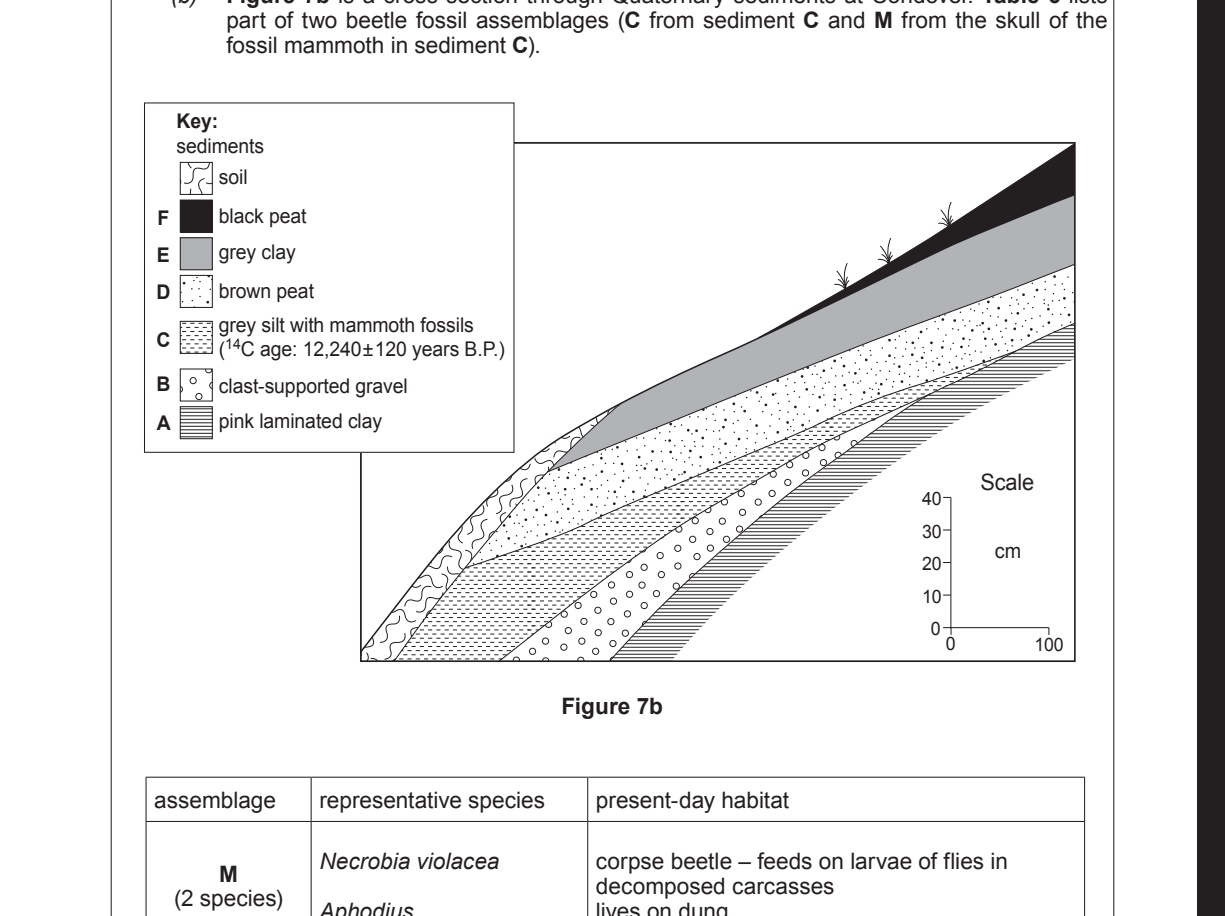 (b) Figure 7b is a cross-section through Quaternary sediments at Condover. Table 6 lists
part of two beetle fossil assemblages (C from sediment C and M from the skull of the
fossil mammoth in sediment C).
Key:
sediments
soil
F black peat
E grey clay
D brown peat
C grey silt with mammoth fossils
(14C age: 12,240±120 years B.P.)
B clast-supported gravel
A pink laminated clay
Scale
40
30
20
10
0
cm
0 100
Figure 7b
assemblage representative species present-day habitat
M
(2 species)
Necrobia violacea corpse beetle – feeds on larvae of flies in
decomposed carcasses
Aphodius lives on dung